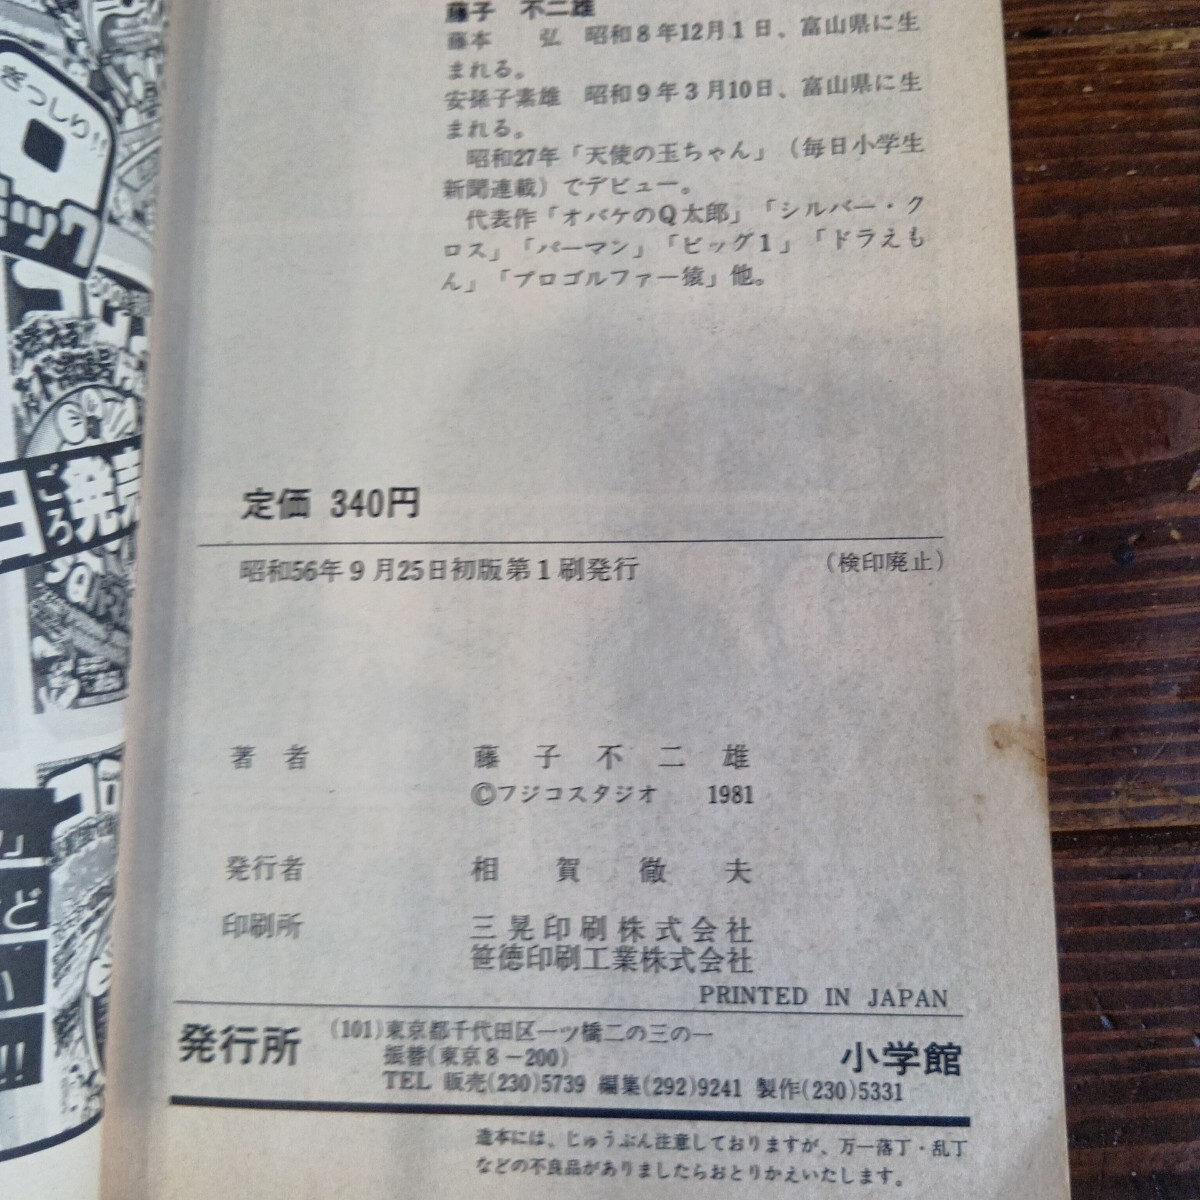 藤子 不二雄
藤本 弘 昭和8年12月1日、富山県に生
まれる。
安孫子素雄 昭和9年3月10日、富山県に生
まれる。
昭和27年「天使の玉ちゃん」(毎日小学生
新聞連載)でデビュー。
代表作「オバケのQ太郎」「シルバー・ク
ロス」「パーマン」「ビッグ1」「ドラえも
ん」「プロゴルファー猿」他。
定価 340円
昭和56年9月25日初版第1刷発行 (検印廃止)
著者 藤子不二雄
©フジコスタジオ 1981
発行者 相賀徹夫
印刷所 三晃印刷株式会社
笹徳印刷工業株式会社
PRINTED IN JAPAN
発行所 (101)東京都千代田区一ツ橋二の三の一
振替(東京8-200)
小学館
TEL 販売(230)5739 編集(292)9241 製作(230)5331
造本には、じゅうぶん注意しておりますが、万一落丁・乱丁
などの不良品がありましたらおとりかえいたします。
ぎっしり!!
日ごろ発売